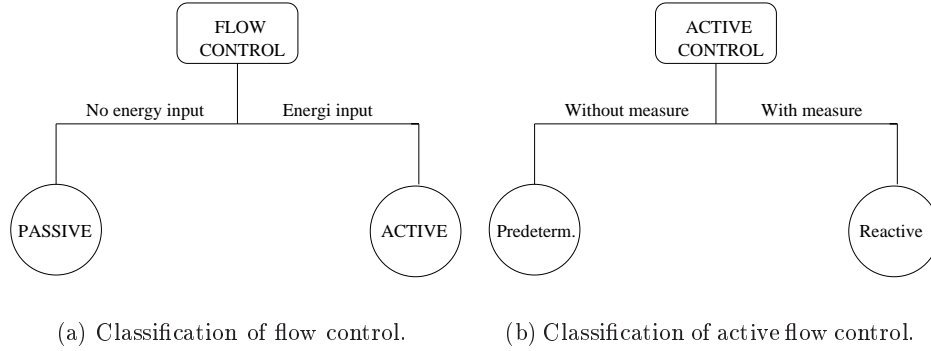 FLOW
CONTROL
No energy input
Energi input
PASSIVE
ACTIVE
(a) Classification of flow control.
ACTIVE
CONTROL
Without measure
With measure
Predeterm.
Reactive
(b) Classification of active flow control.